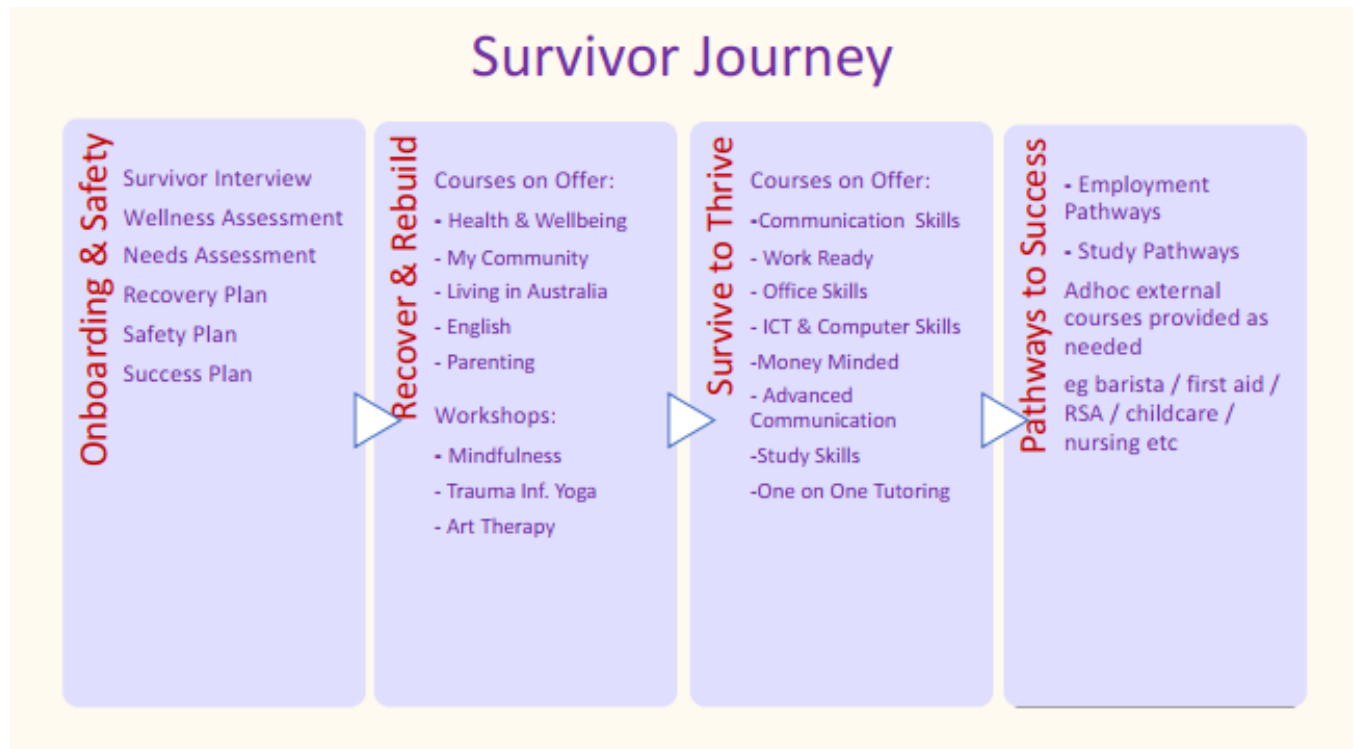 Survivor Journey
Onboarding & Safety
Survivor Interview
Wellness Assessment
Needs Assessment
Recovery Plan
Safety Plan
Success Plan
Recover & Rebuild
Courses on Offer:
- Health & Wellbeing
- My Community
- Living in Australia
- English
- Parenting
Workshops:
- Mindfulness
- Trauma Inf. Yoga
- Art Therapy
Survive to Thrive
Courses on Offer:
-Communication Skills
- Work Ready
- Office Skills
- ICT & Computer Skills
-Money Minded
- Advanced
Communication
-Study Skills
-One on One Tutoring
Pathways to Success
- Employment
Pathways
- Study Pathways
Adhoc external
courses provided as
needed
eg barista / first aid /
RSA / childcare /
nursing etc